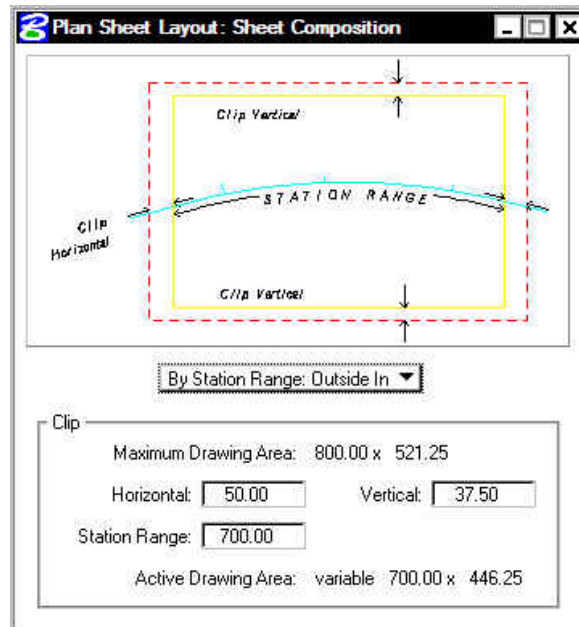 Plan Sheet Layout: Sheet Composition
Clip Vertical
STATION RANGE
Clip
Horizontal
Clip Vertical
By Station Range: Outside In
Clip
Maximum Drawing Area: 800.00 x 521.25
Horizontal: 50.00 Vertical: 37.50
Station Range: 700.00
Active Drawing Area: variable 700.00 x 446.25